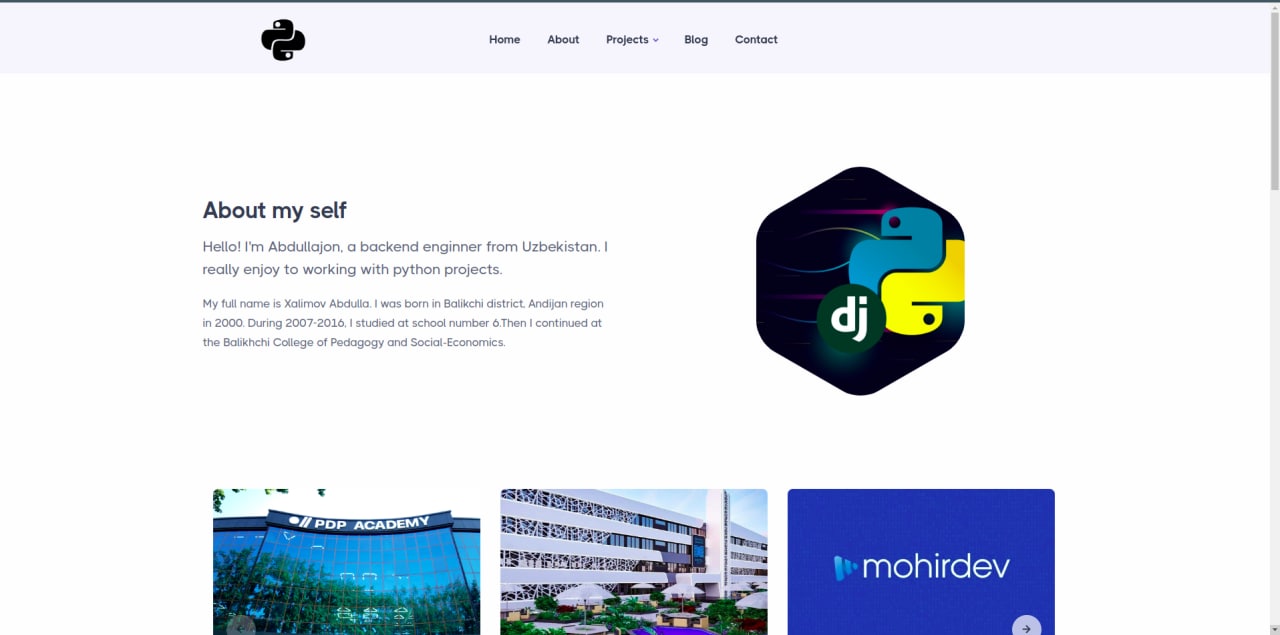 Home About Projects Blog Contact
About my self
Hello! I'm Abdullajon, a backend enginner from Uzbekistan. I
really enjoy to working with python projects.
My full name is Xalimov Abdulla. I was born in Balikchi district, Andijan region
in 2000. During 2007-2016, I studied at school number 6.Then I continued at
the Balikhchi College of Pedagogy and Social-Economics.
dj
PDP ACADEMY
mohirdev